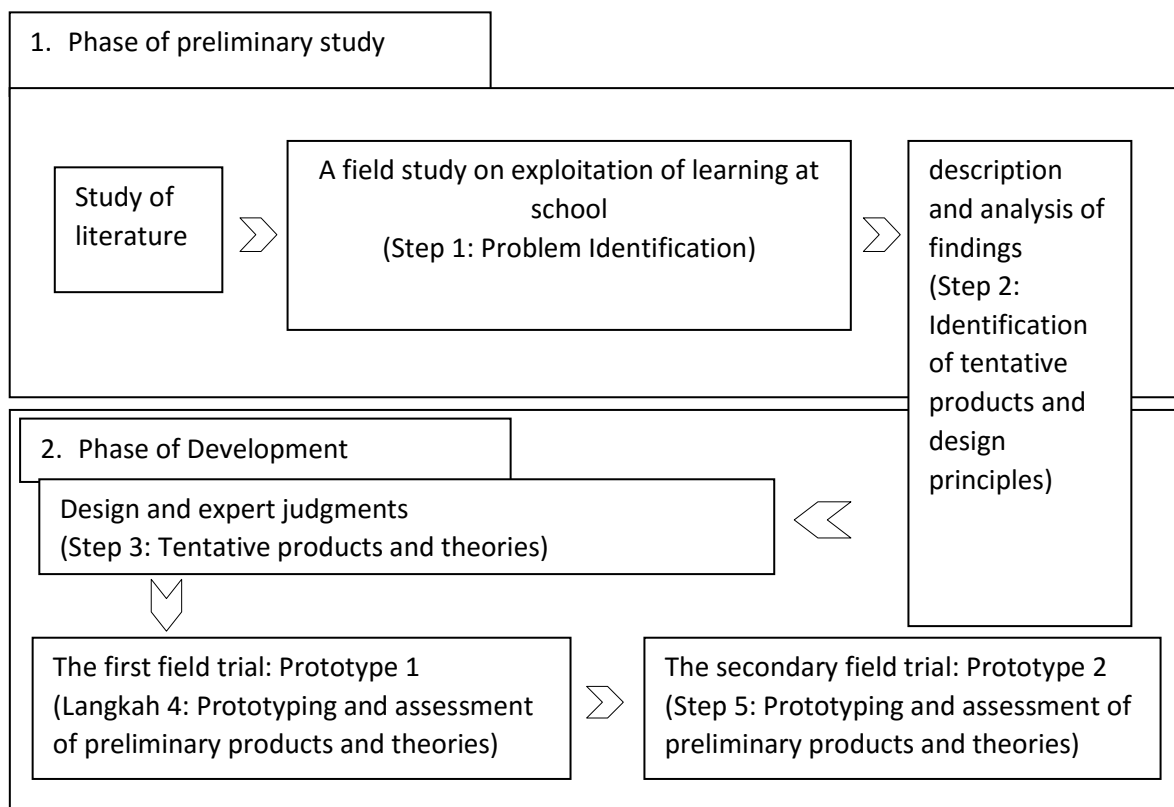 1. Phase of preliminary study
Study of
literature
A field study on exploitation of learning at
school
(Step 1: Problem Identification)
description
and analysis of
findings
(Step 2:
Identification
of tentative
products and
design
principles)
2. Phase of Development
Design and expert judgments
(Step 3: Tentative products and theories)
The first field trial: Prototype 1
(Langkah 4: Prototyping and assessment
of preliminary products and theories)
The secondary field trial: Prototype 2
(Step 5: Prototyping and assessment of
preliminary products and theories)